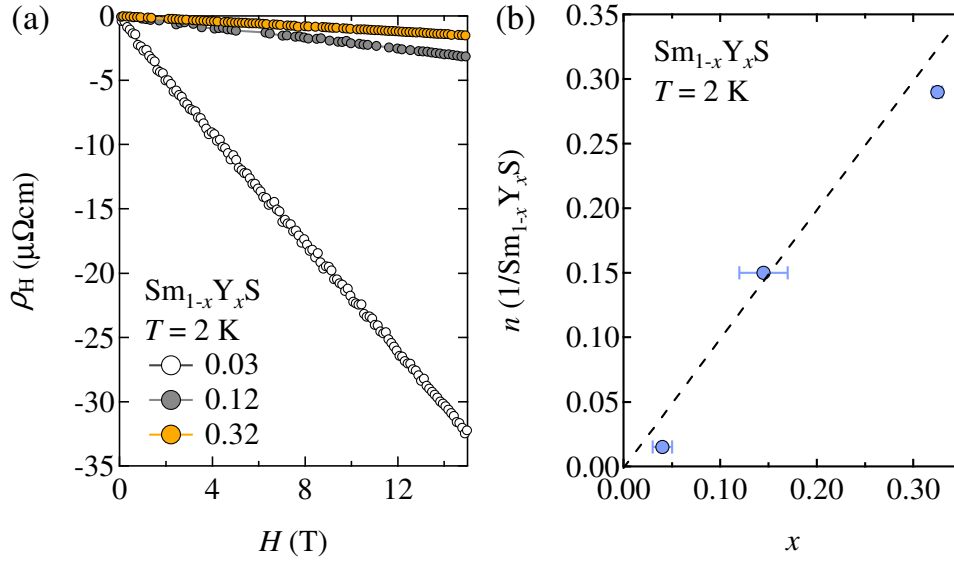 (a)
0
-5
-10
-15
-20
-25
-30
-35
ρH (μΩcm)
Sm1-xYxS
T = 2 K
0.03
0.12
0.32
0
4
8
12
H (T)
(b)
0.30
0.25
0.20
0.15
0.10
0.05
0.00
n (1/Sm1-xYxS)
Sm1-xYxS
T = 2 K
0.00
0.10
0.20
0.30
x